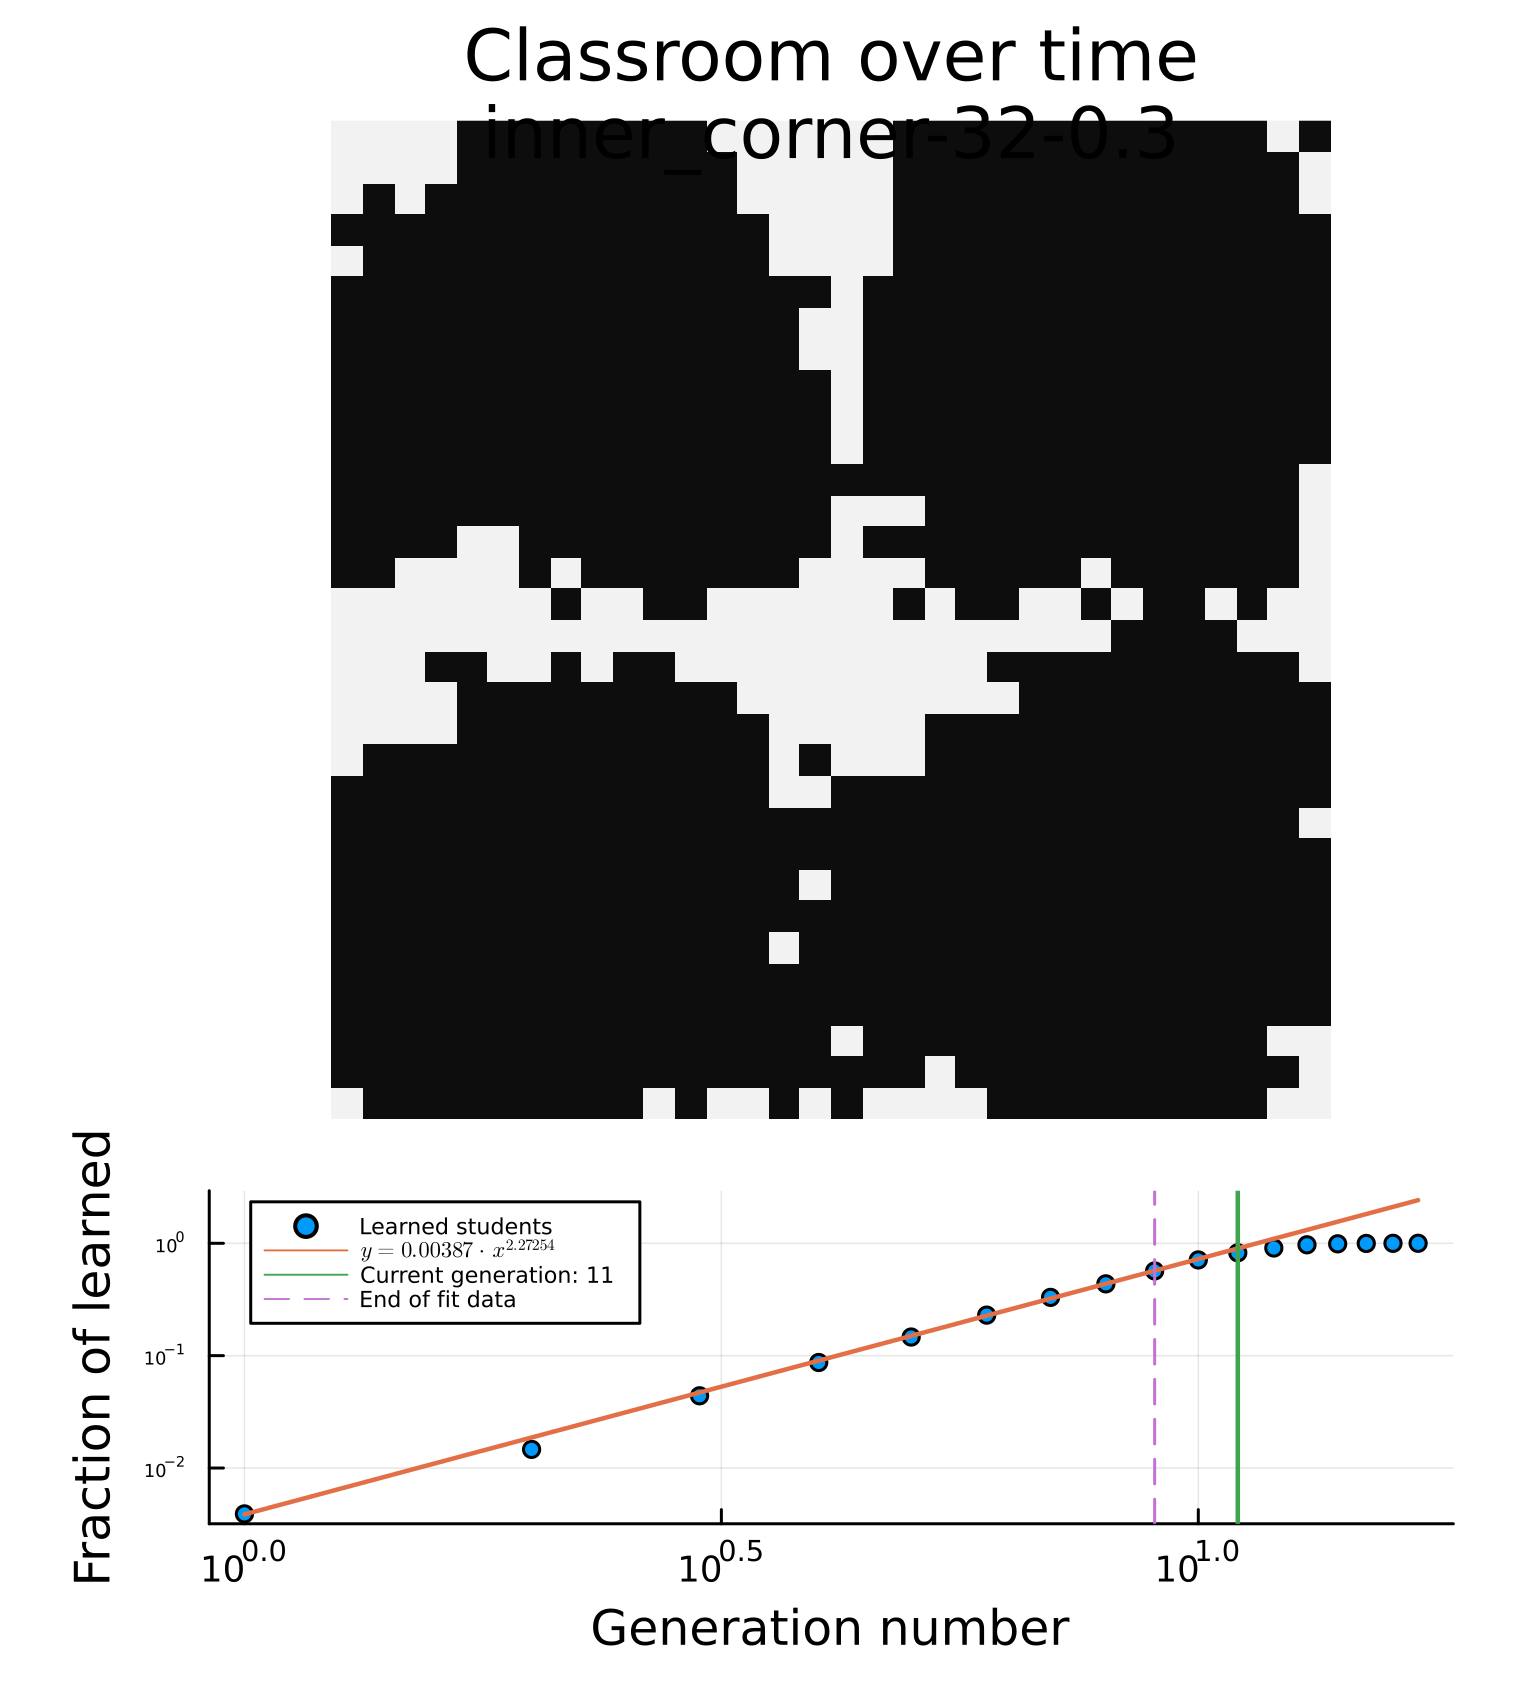 Classroom over time
inner_corner-32-0.3
Fraction of learned
10^0
10^−1
10^−2
Learned students
y = 0.00387 · x^2.27254
Current generation: 11
End of fit data
10^0.0
10^0.5
10^1.0
Generation number